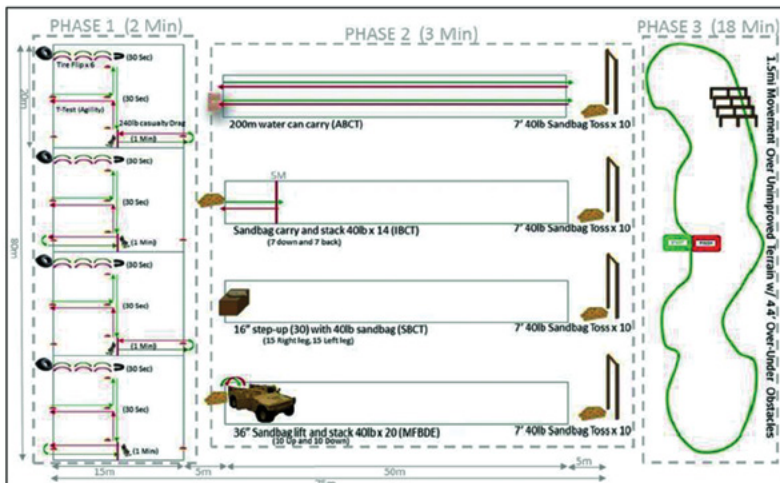 PHASE 1 (2 Min)
PHASE 2 (3 Min)
PHASE 3 (18 Min)
Tire Flip x 6
(30 Sec)
T-Test (Agility)
(30 Sec)
240lb casualty Drag
(1 Min)
(30 Sec)
(30 Sec)
(1 Min)
(30 Sec)
(30 Sec)
(1 Min)
(30 Sec)
(30 Sec)
(1 Min)
20m
80m
200m water can carry (ABCT)
7' 40lb Sandbag Toss x 10
5M
Sandbag carry and stack 40lb x 14 (IBCT)
(7 down and 7 back)
7' 40lb Sandbag Toss x 10
16" step-up (30) with 40lb sandbag (SBCT)
(15 Right leg, 15 Left leg)
7' 40lb Sandbag Toss x 10
36" Sandbag lift and stack 40lb x 20 (MFBDE)
(10 Up and 10 Down)
7' 40lb Sandbag Toss x 10
1.5mi Movement Over Unimproved Terrain w/ 4'4' Over-Under Obstacles
15m
5m
50m
5m